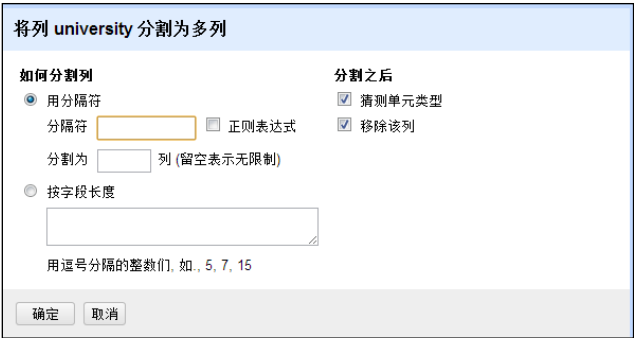 将列 university 分割为多列
如何分割列
用分隔符
分隔符 正则表达式
分割为 列 (留空表示无限制)
按字段长度
用逗号分隔的整数们, 如., 5, 7, 15
分割之后
猜测单元类型
移除该列
确定 取消